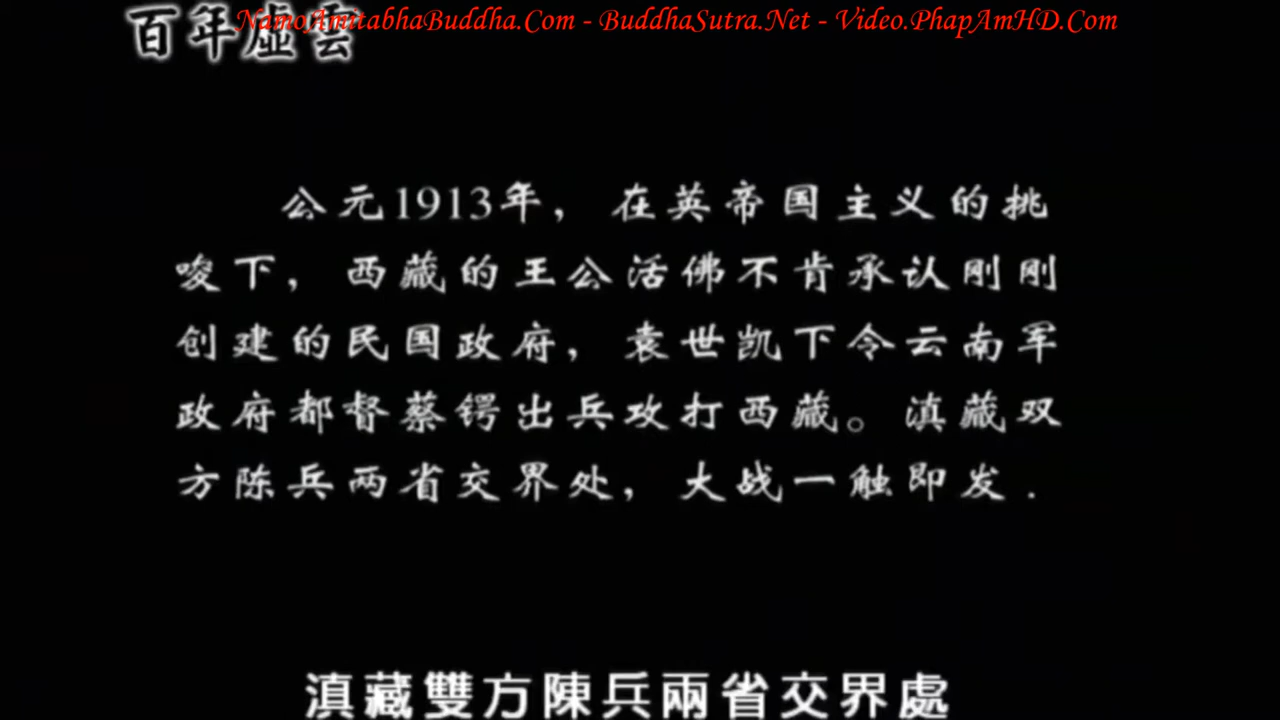 NamoAmitabhaBuddha.Com - BuddhaSutra.Net - Video.PhapAmHD.Com
百年虛雲
公元1913年，在英帝国主义的挑
唆下，西藏的王公活佛不肯承认刚刚
创建的民国政府，袁世凯下令云南军
政府都督蔡锷出兵攻打西藏。滇藏双
方陈兵两省交界处，大战一触即发．
滇藏雙方陳兵兩省交界處